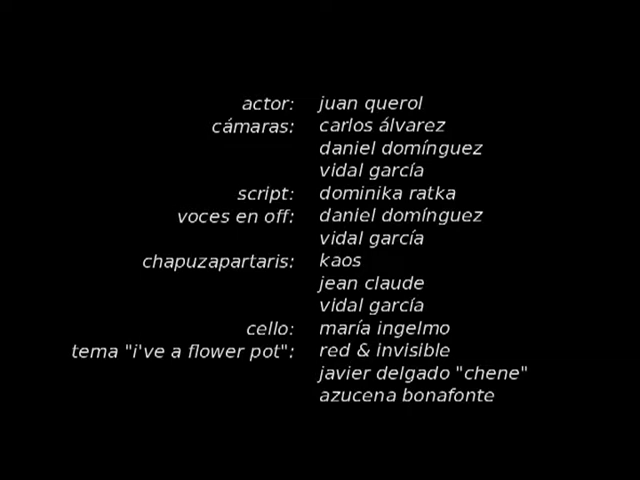 actor: juan querol
cámaras: carlos álvarez
daniel domínguez
vidal garcía
script: dominika ratka
voces en off: daniel domínguez
vidal garcía
chapuzapartaris: kaos
jean claude
vidal garcía
cello: maría ingelmo
tema "i've a flower pot": red & invisible
javier delgado "chene"
azucena bonafonte